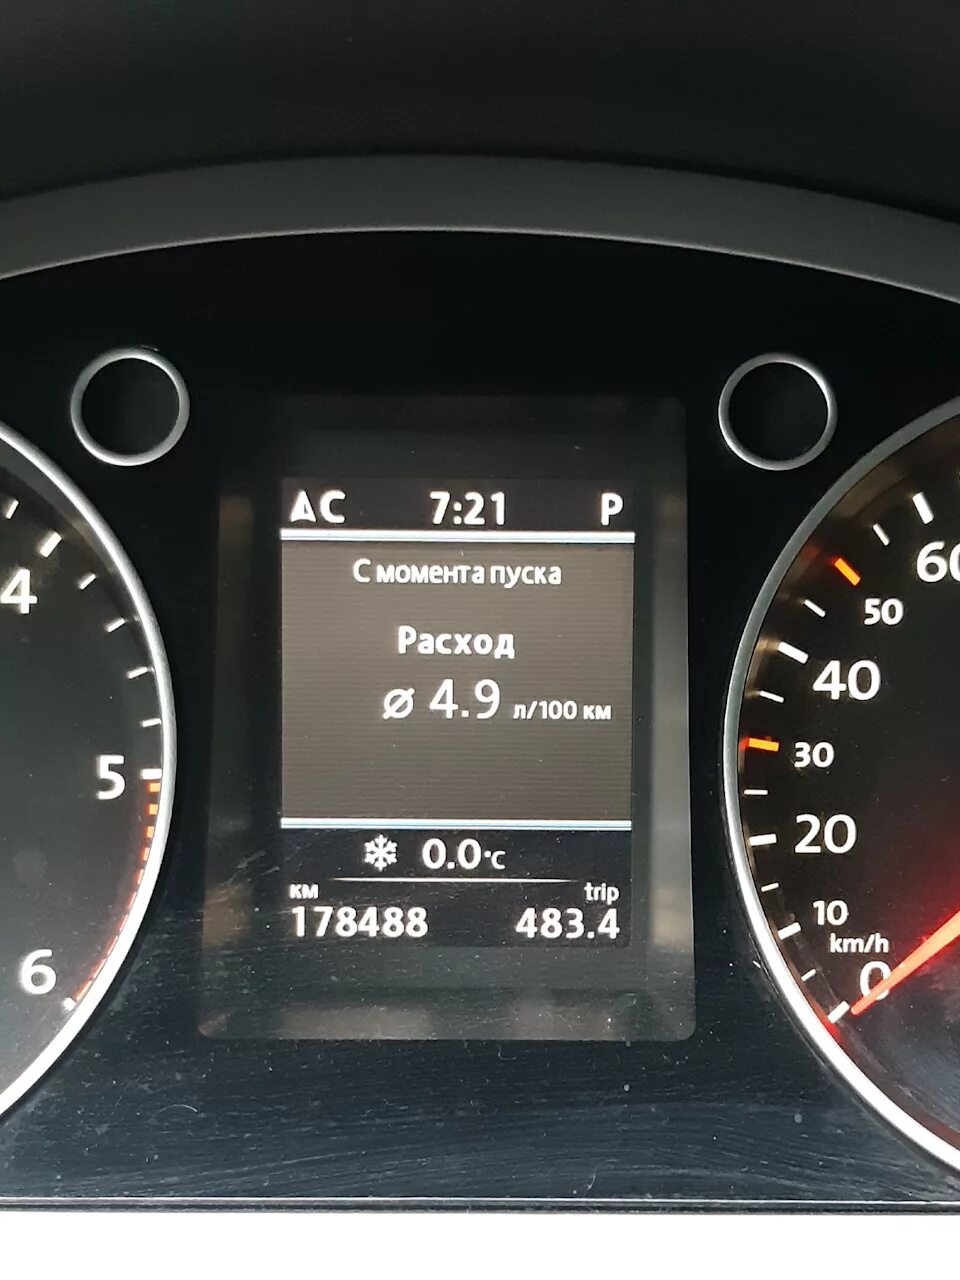 AC 7:21 P
С момента пуска
Расход
ø 4.9 л/100 км
0.0°C
км trip
178488 483.4
4
5
6
60
50
40
30
20
10
km/h
0